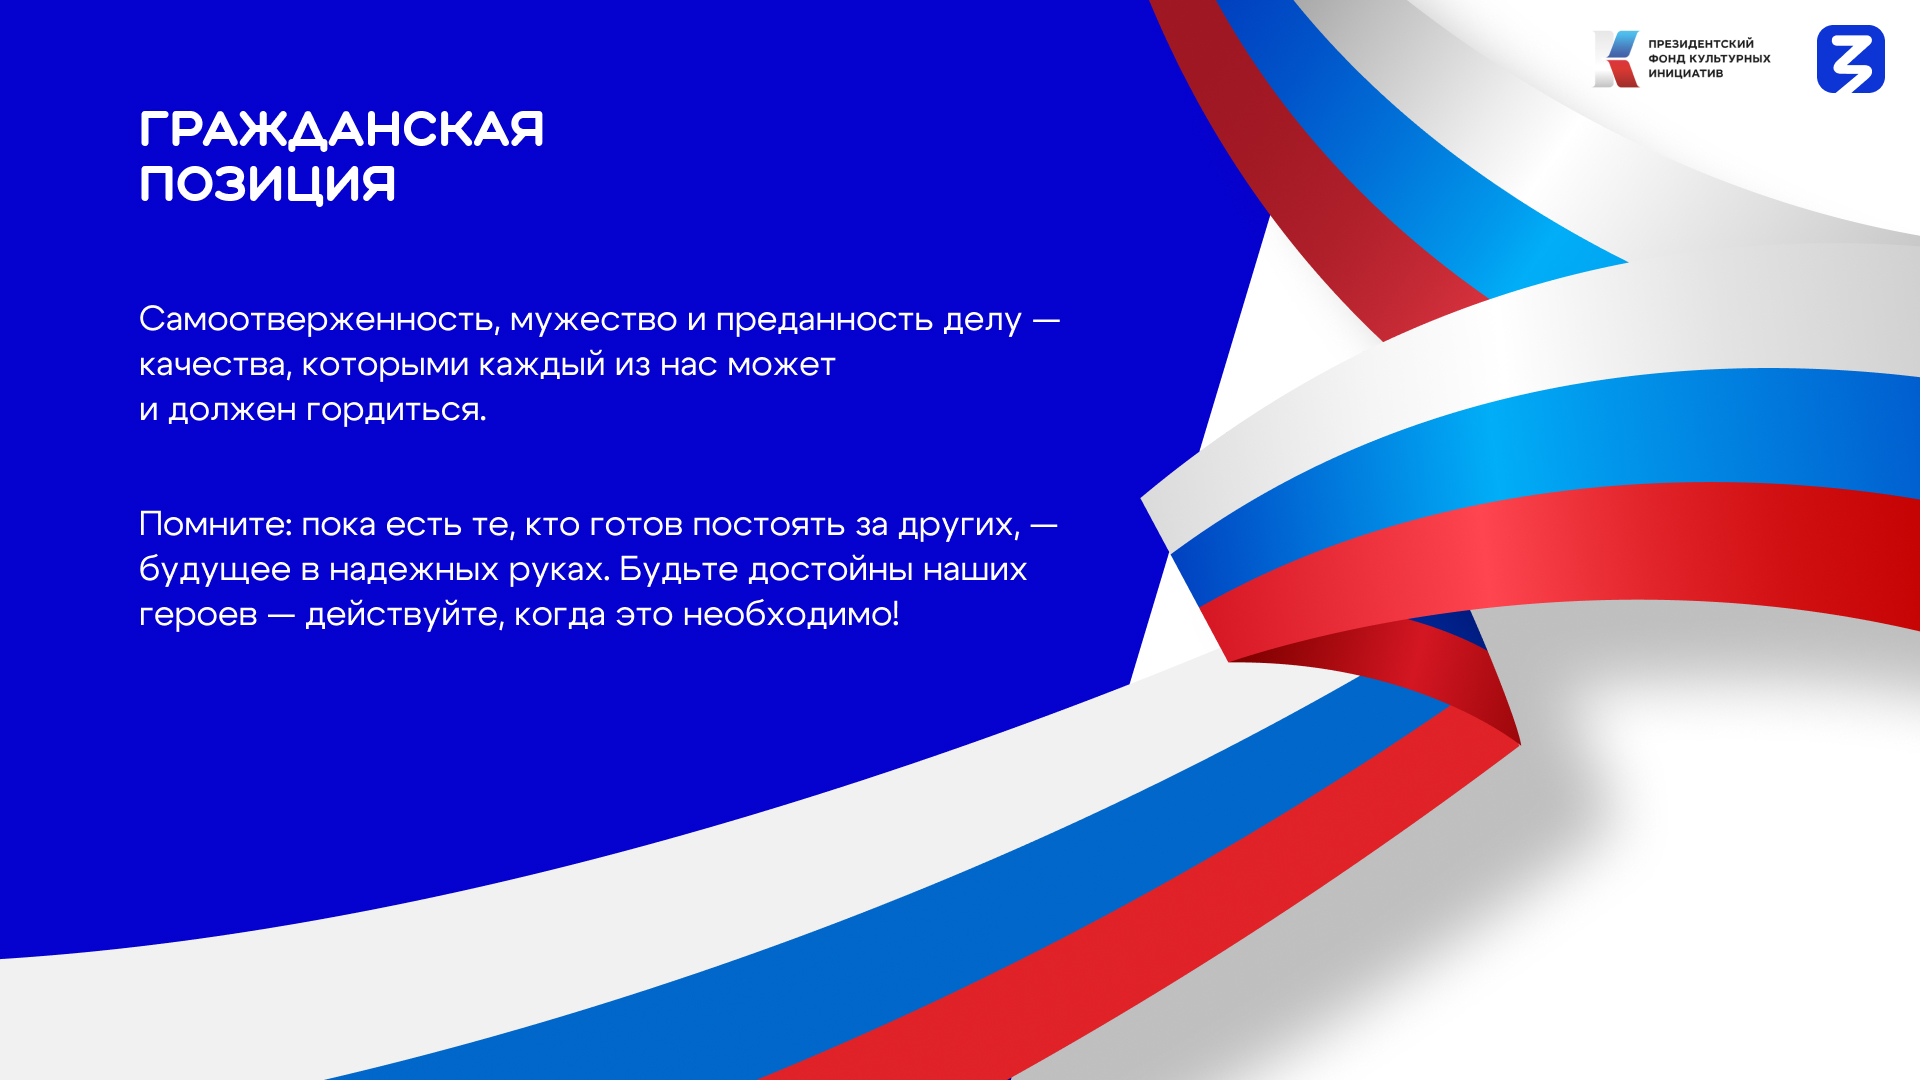 ПРЕЗИДЕНТСКИЙ
ФОНД КУЛЬТУРНЫХ
ИНИЦИАТИВ
ГРАЖДАНСКАЯ
ПОЗИЦИЯ
Самоотверженность, мужество и преданность делу —
качества, которыми каждый из нас может
и должен гордиться.
Помните: пока есть те, кто готов постоять за других, —
будущее в надежных руках. Будьте достойны наших
героев — действуйте, когда это необходимо!